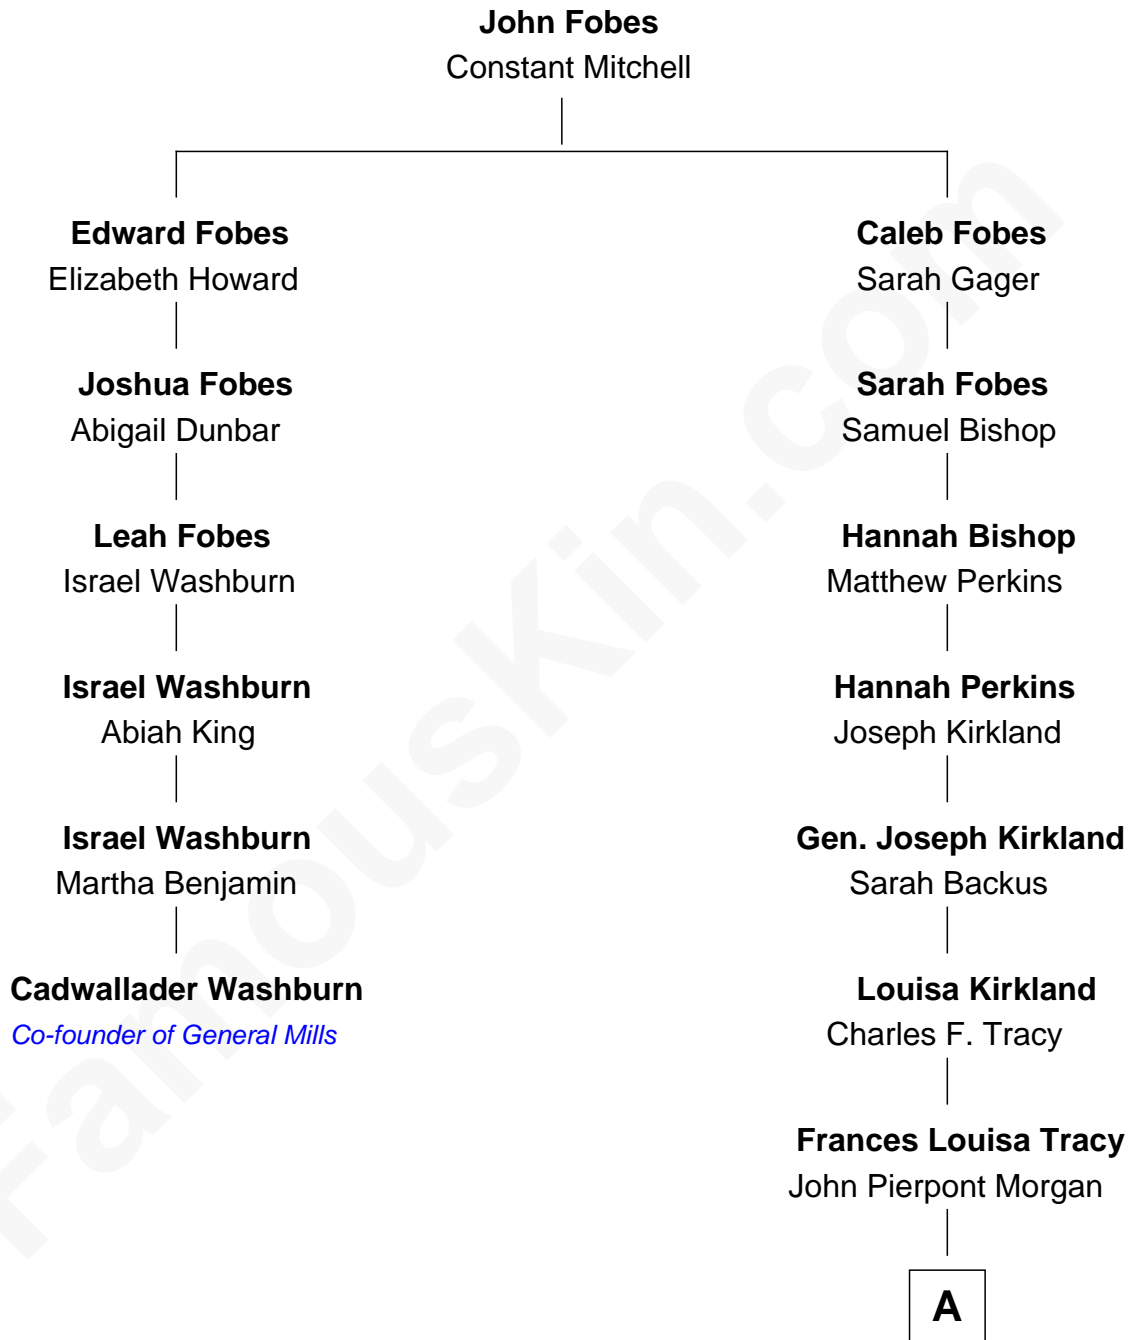 John Fobes
Constant Mitchell
Edward Fobes
Elizabeth Howard
Caleb Fobes
Sarah Gager
Joshua Fobes
Abigail Dunbar
Sarah Fobes
Samuel Bishop
Leah Fobes
Israel Washburn
Hannah Bishop
Matthew Perkins
Israel Washburn
Abiah King
Hannah Perkins
Joseph Kirkland
Israel Washburn
Martha Benjamin
Gen. Joseph Kirkland
Sarah Backus
Cadwallader Washburn
Co-founder of General Mills
Louisa Kirkland
Charles F. Tracy
Frances Louisa Tracy
John Pierpont Morgan
A
FamousKin.com